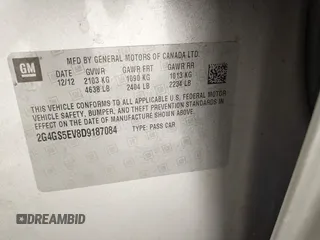 GM
MFD BY GENERAL MOTORS OF CANADA LTD.
DATE GVWR GAWR FRT GAWR RR
12/12 2103 KG 1090 KG 1013 KG
4638 LB 2404 LB 2234 LB
THIS VEHICLE CONFORMS TO ALL APPLICABLE U.S. FEDERAL MOTOR
VEHICLE SAFETY, BUMPER, AND THEFT PREVENTION STANDARDS IN
EFFECT ON THE DATE OF MANUFACTURE SHOWN ABOVE.
2G4GS5EV8D9187084 TYPE: PASS CAR
DREAMBID